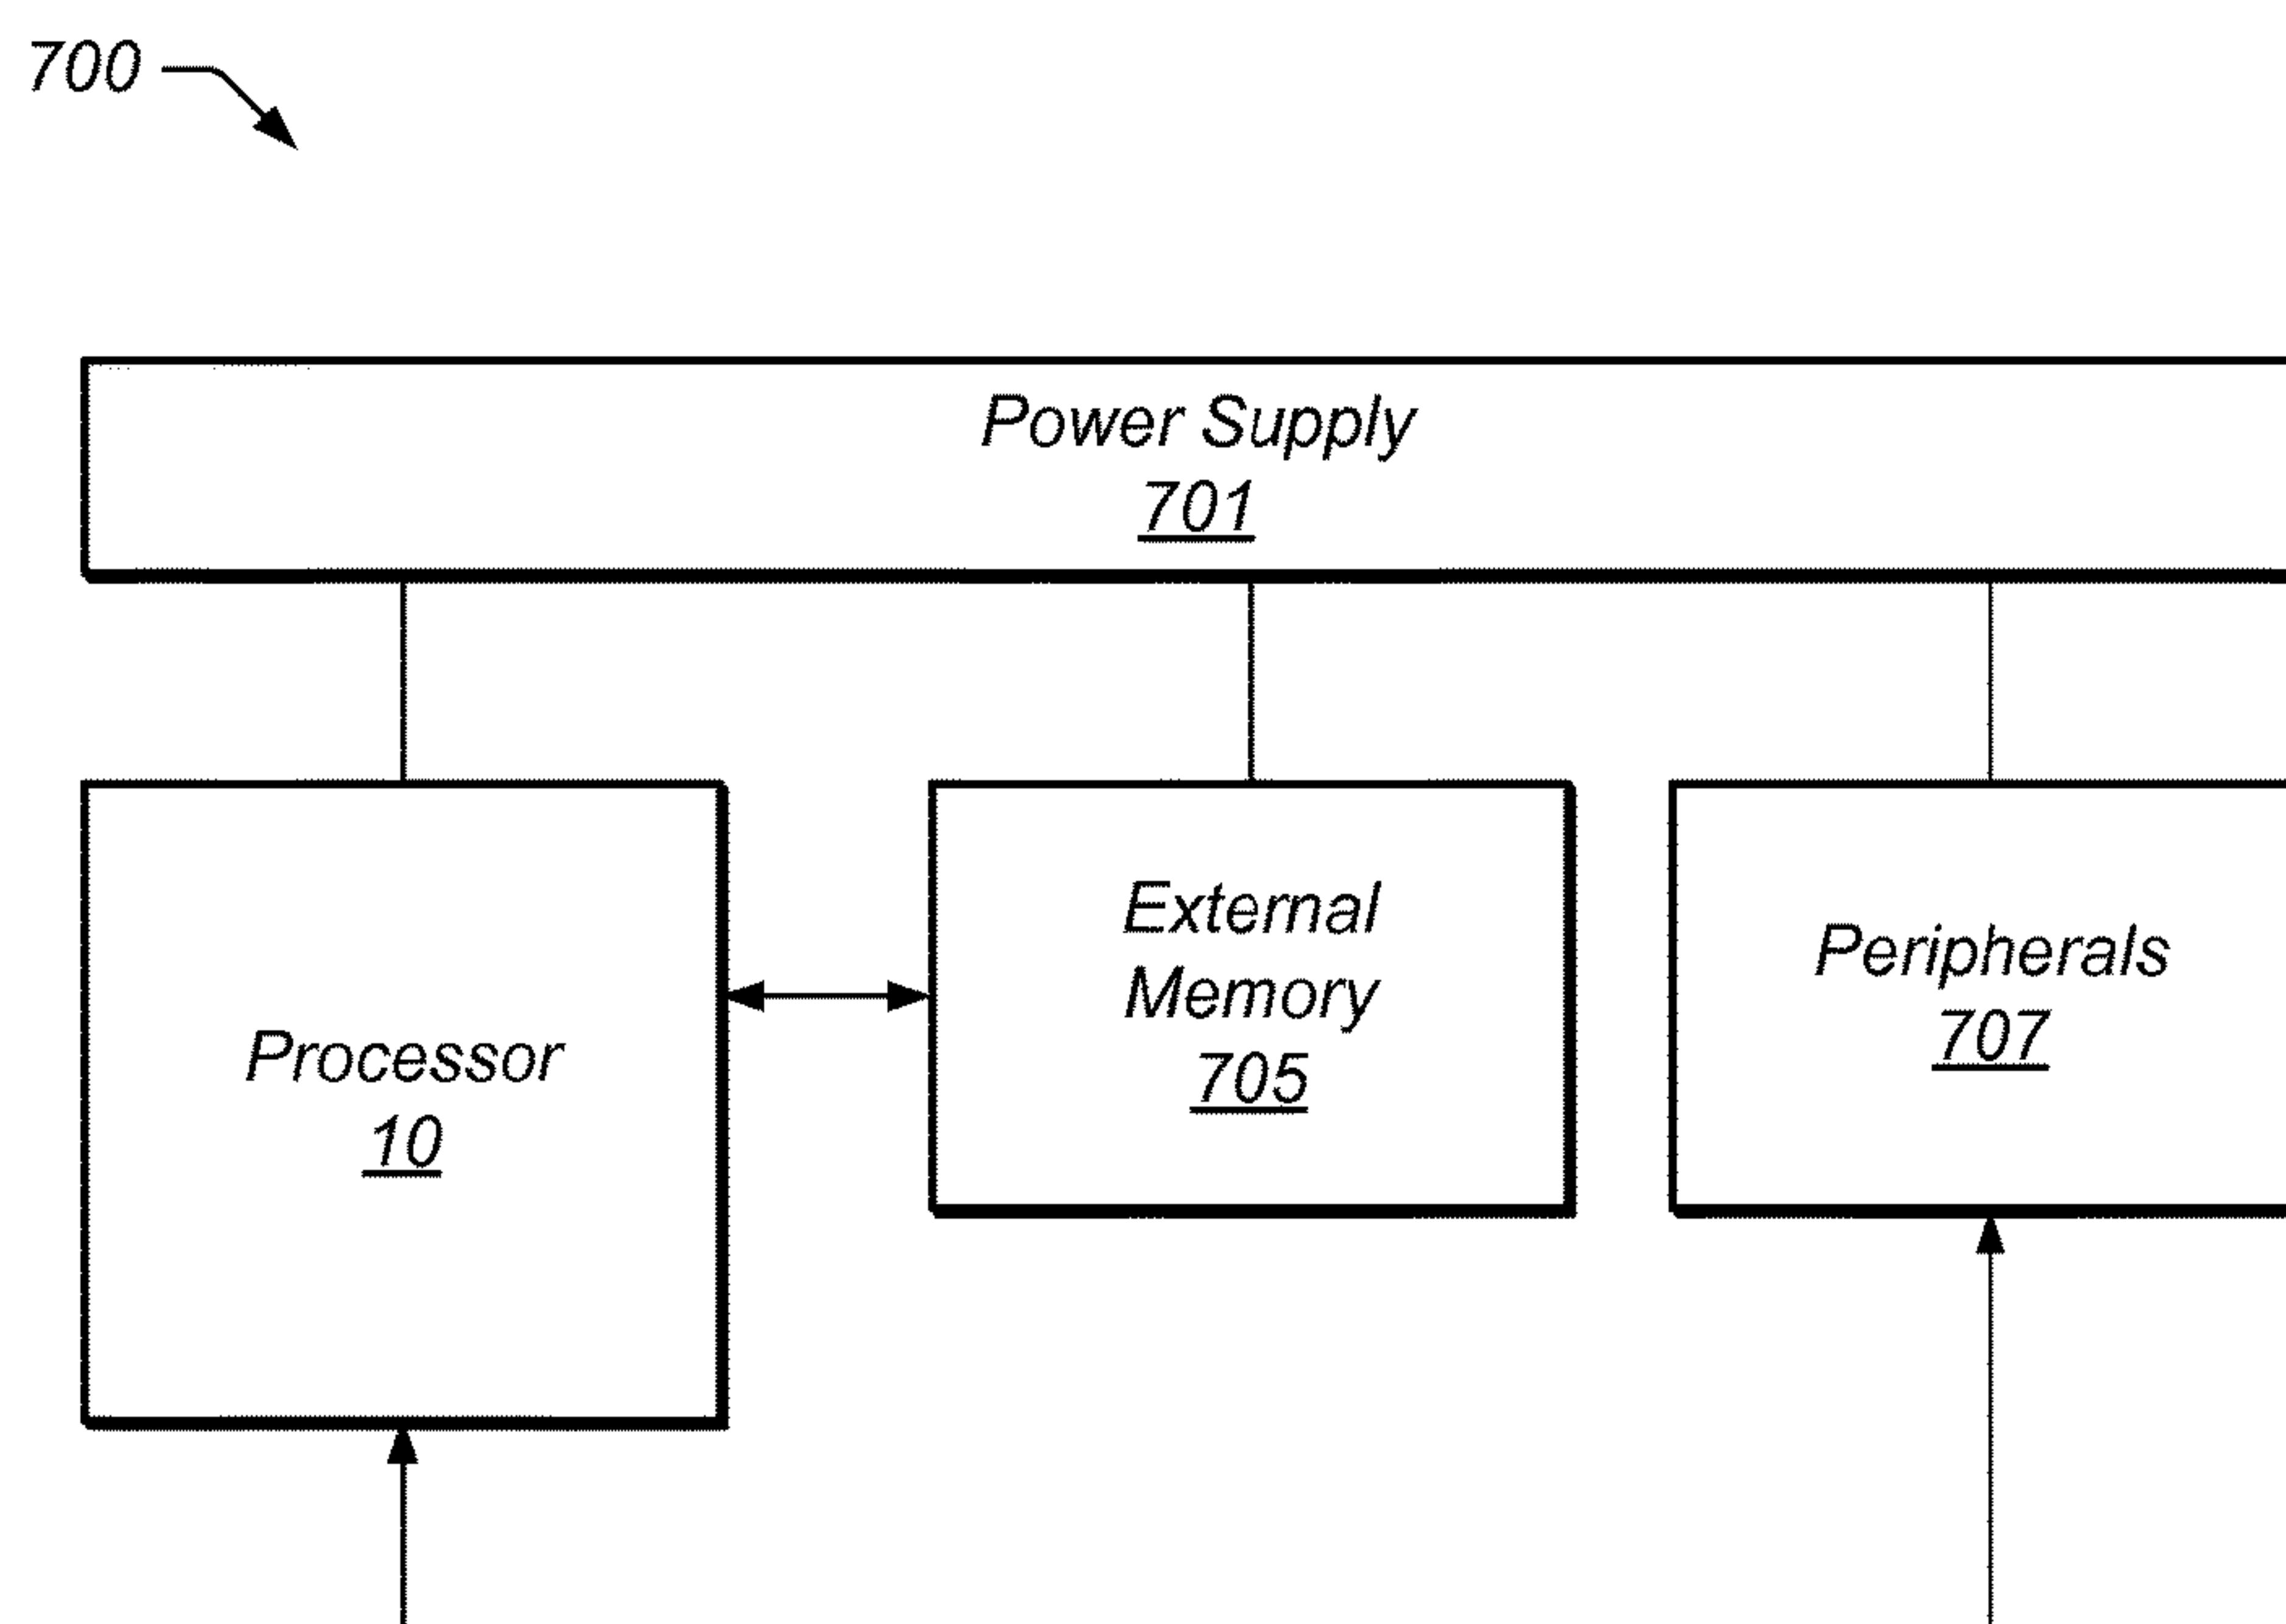 700
Power Supply
701
Processor
10
External
Memory
705
Peripherals
707